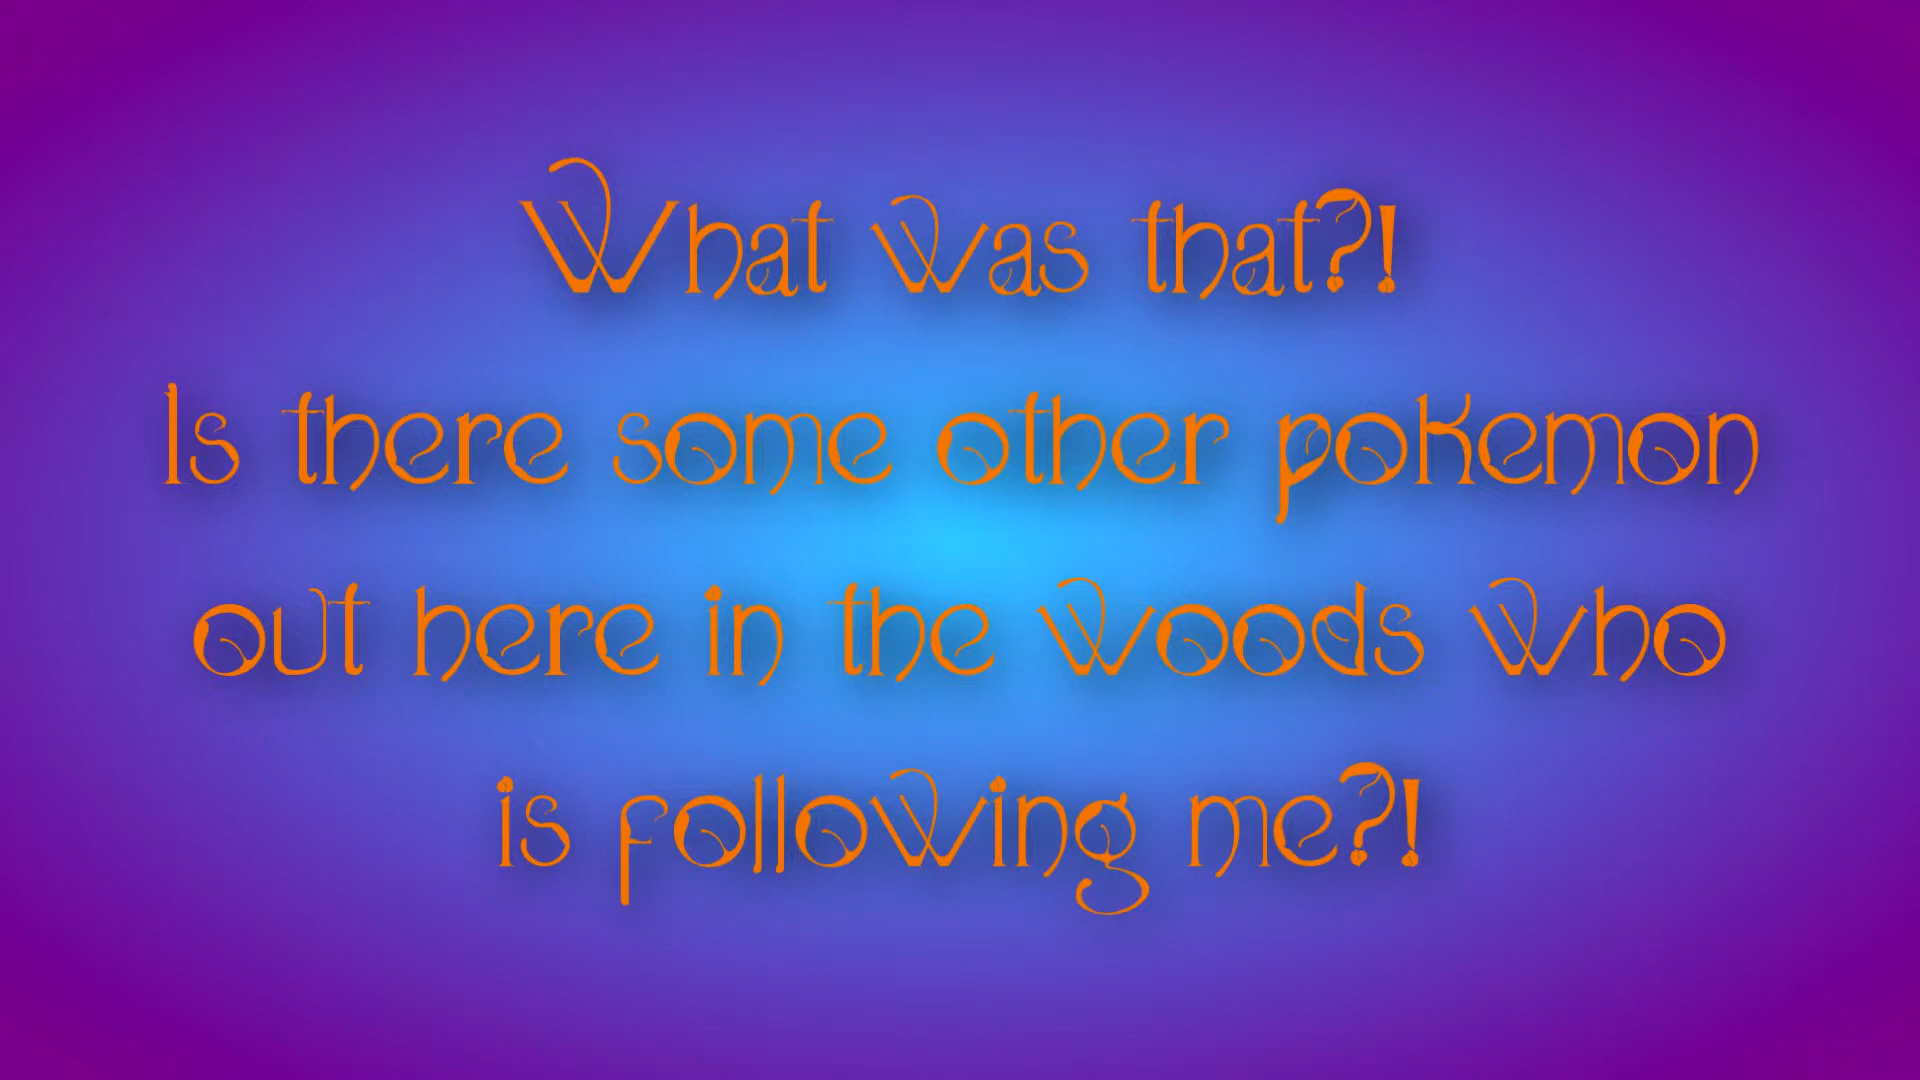 What was that?!
Is there some other pokemon
out here in the woods who
is following me?!